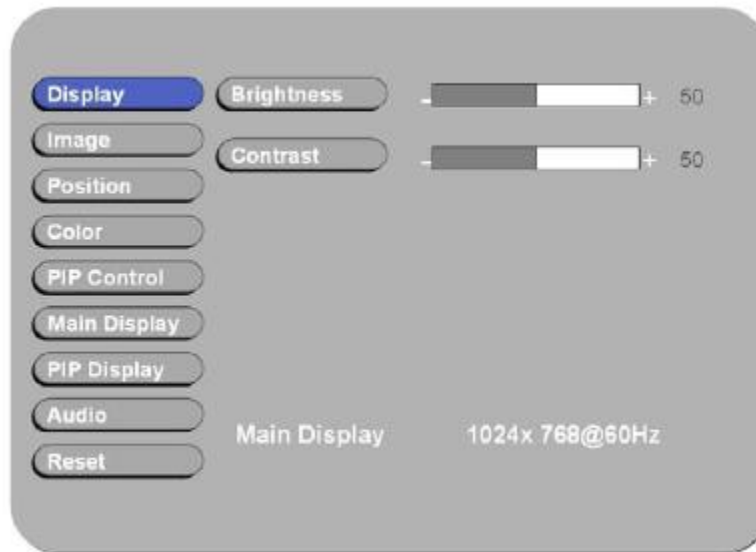 Display
Image
Position
Color
PIP Control
Main Display
PIP Display
Audio
Reset
Brightness - + 50
Contrast - + 50
Main Display 1024x 768@60Hz